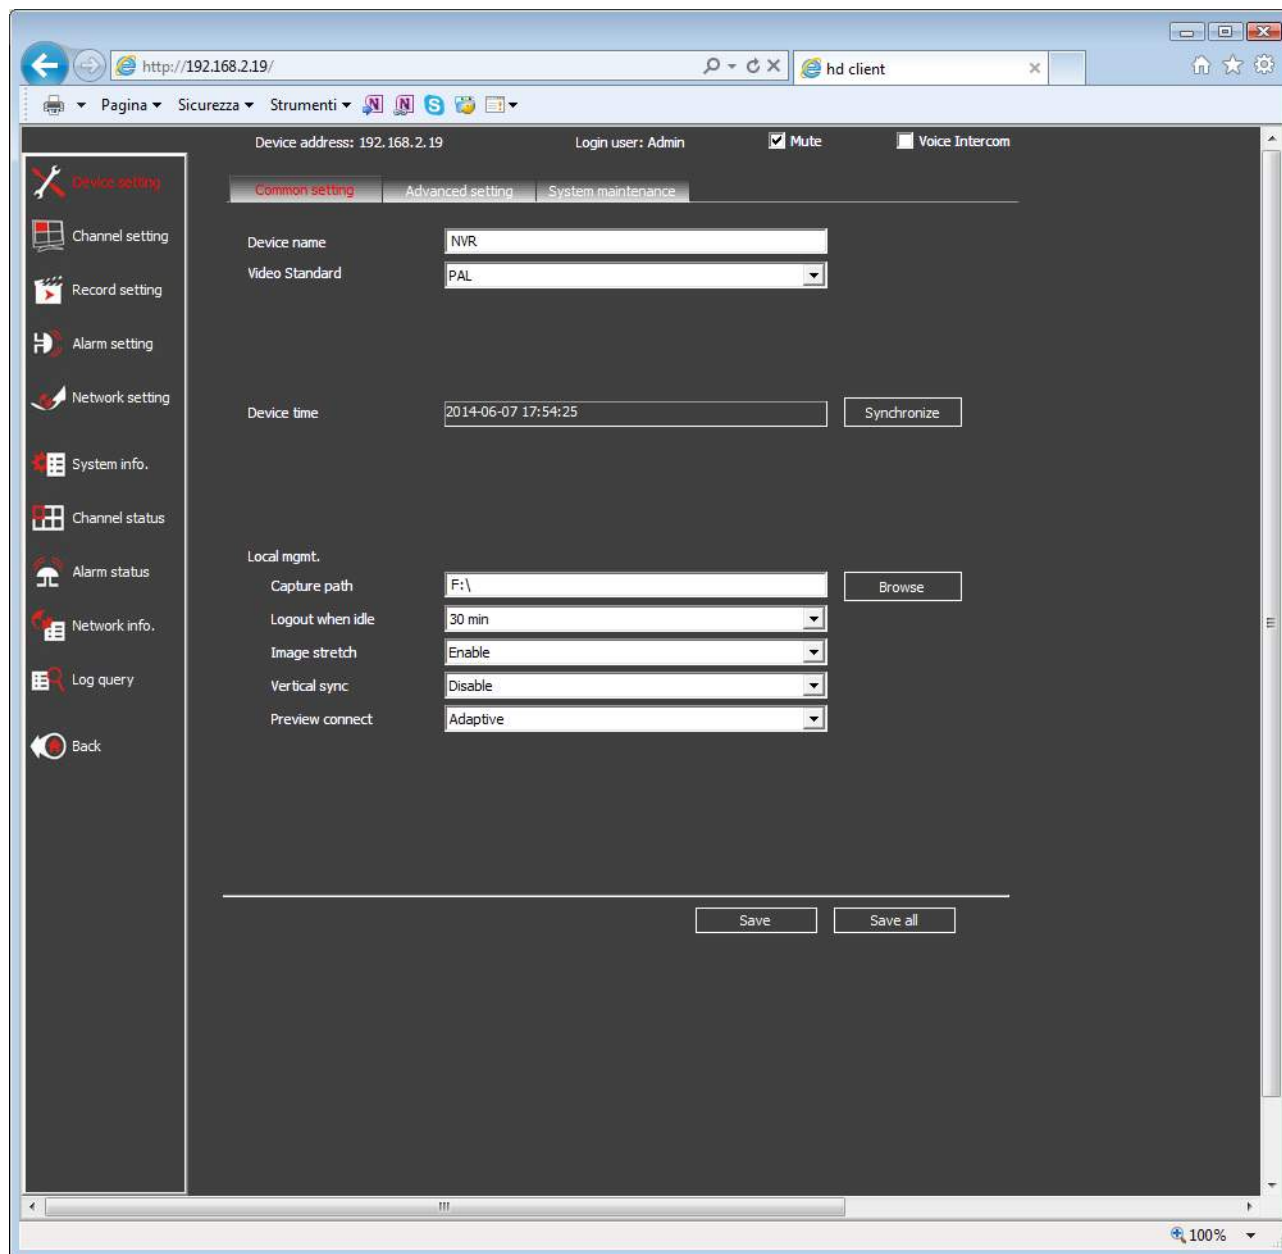 http://192.168.2.19/
hd client
Pagina Sicurezza Strumenti
Device address: 192.168.2.19 Login user: Admin Mute Voice Intercom
Device setting
Common setting Advanced setting System maintenance
Channel setting
Device name NVR
Video Standard PAL
Record setting
Alarm setting
Network setting
Device time 2014-06-07 17:54:25 Synchronize
System info.
Channel status
Local mgmt.
Alarm status
Capture path F:\ Browse
Logout when idle 30 min
Network info.
Image stretch Enable
Log query
Vertical sync Disable
Preview connect Adaptive
Back
Save Save all
100%